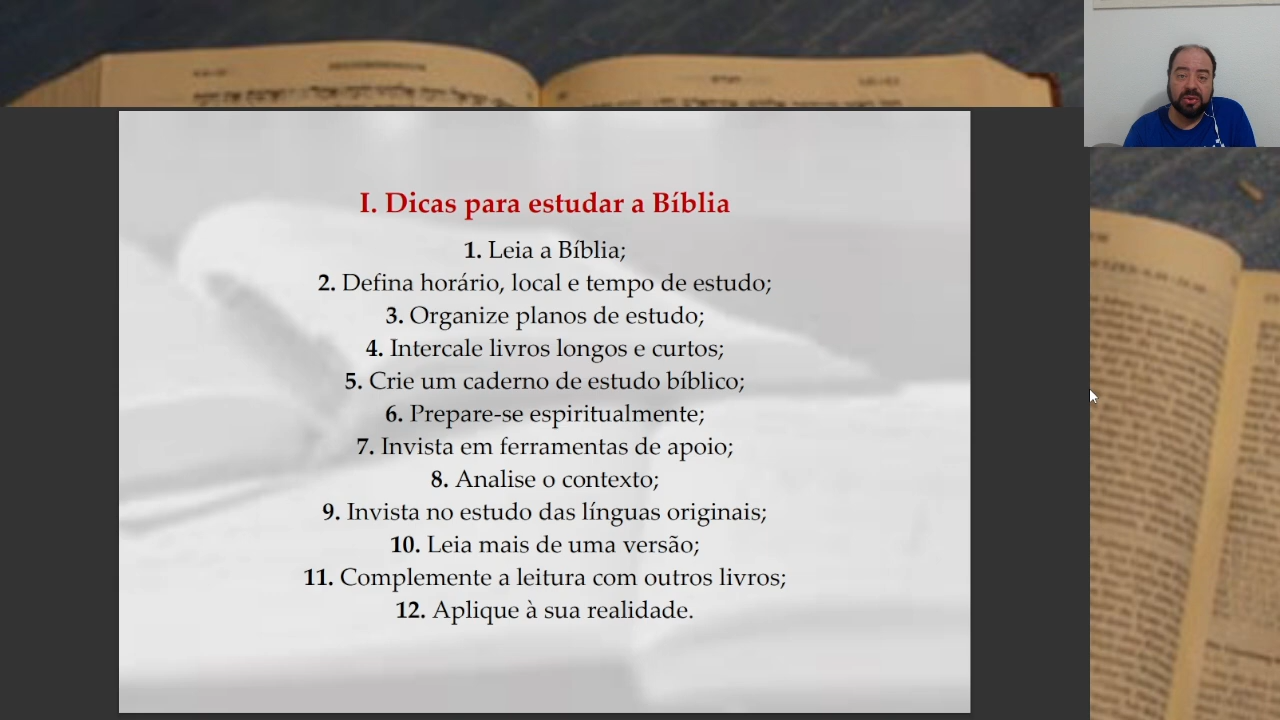 I. Dicas para estudar a Bíblia
1. Leia a Bíblia;
2. Defina horário, local e tempo de estudo;
3. Organize planos de estudo;
4. Intercale livros longos e curtos;
5. Crie um caderno de estudo bíblico;
6. Prepare-se espiritualmente;
7. Invista em ferramentas de apoio;
8. Analise o contexto;
9. Invista no estudo das línguas originais;
10. Leia mais de uma versão;
11. Complemente a leitura com outros livros;
12. Aplique à sua realidade.